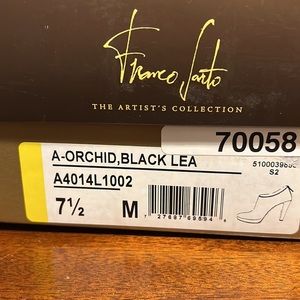 Franco Sarto
THE ARTIST'S COLLECTION
70058
A-ORCHID,BLACK LEA
A4014L1002
S2
7½ M